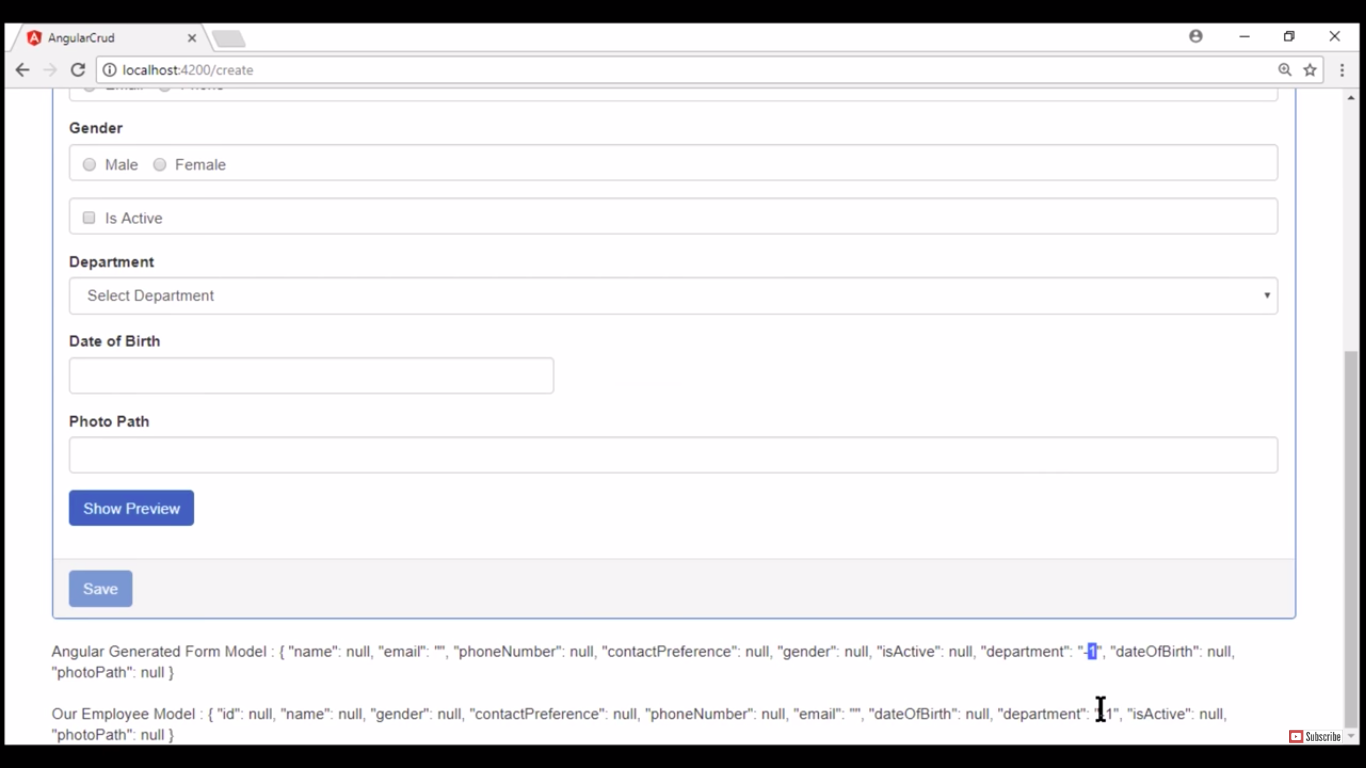 AngularCrud
localhost:4200/create
Email Phone
Gender
Male Female
Is Active
Department
Select Department
Date of Birth
Photo Path
Show Preview
Save
Angular Generated Form Model : { "name": null, "email": "", "phoneNumber": null, "contactPreference": null, "gender": null, "isActive": null, "department": "-1", "dateOfBirth": null,
"photoPath": null }
Our Employee Model : { "id": null, "name": null, "gender": null, "contactPreference": null, "phoneNumber": null, "email": "", "dateOfBirth": null, "department": "-1", "isActive": null,
"photoPath": null }
Subscribe